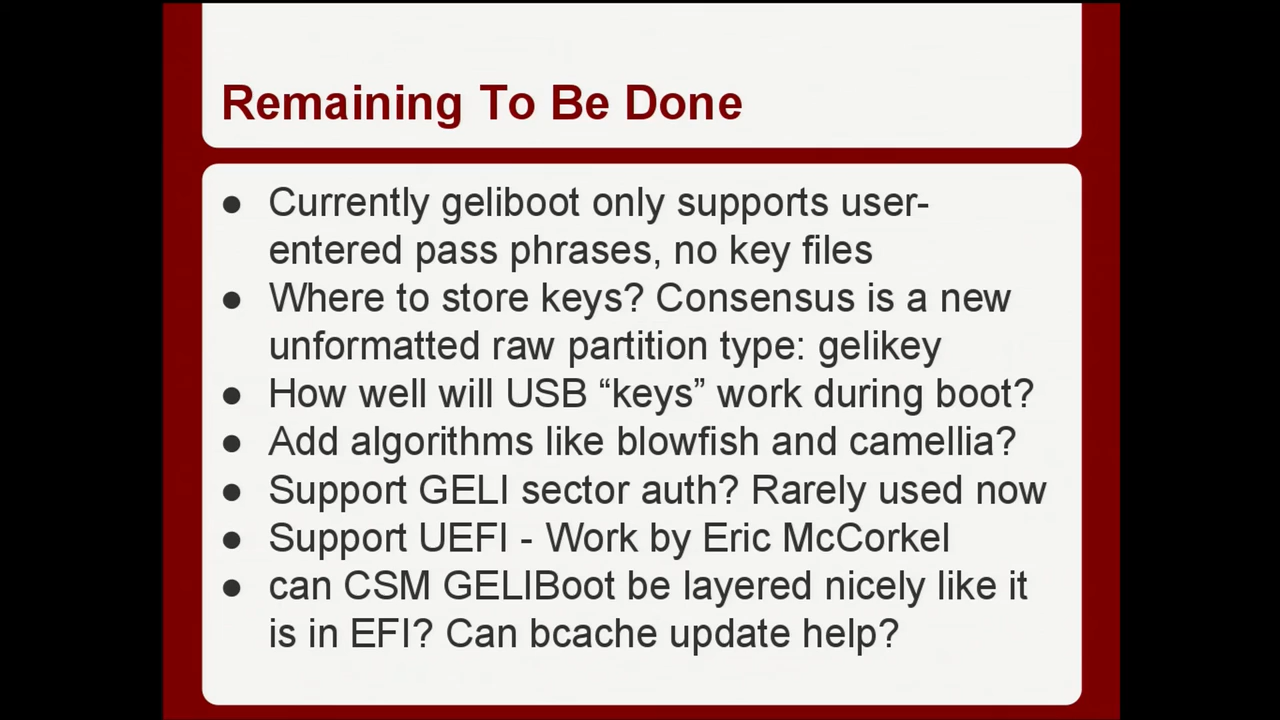 Remaining To Be Done
● Currently geliboot only supports user-
entered pass phrases, no key files
● Where to store keys? Consensus is a new
unformatted raw partition type: gelikey
● How well will USB “keys” work during boot?
● Add algorithms like blowfish and camellia?
● Support GELI sector auth? Rarely used now
● Support UEFI - Work by Eric McCorkel
● can CSM GELIBoot be layered nicely like it
is in EFI? Can bcache update help?